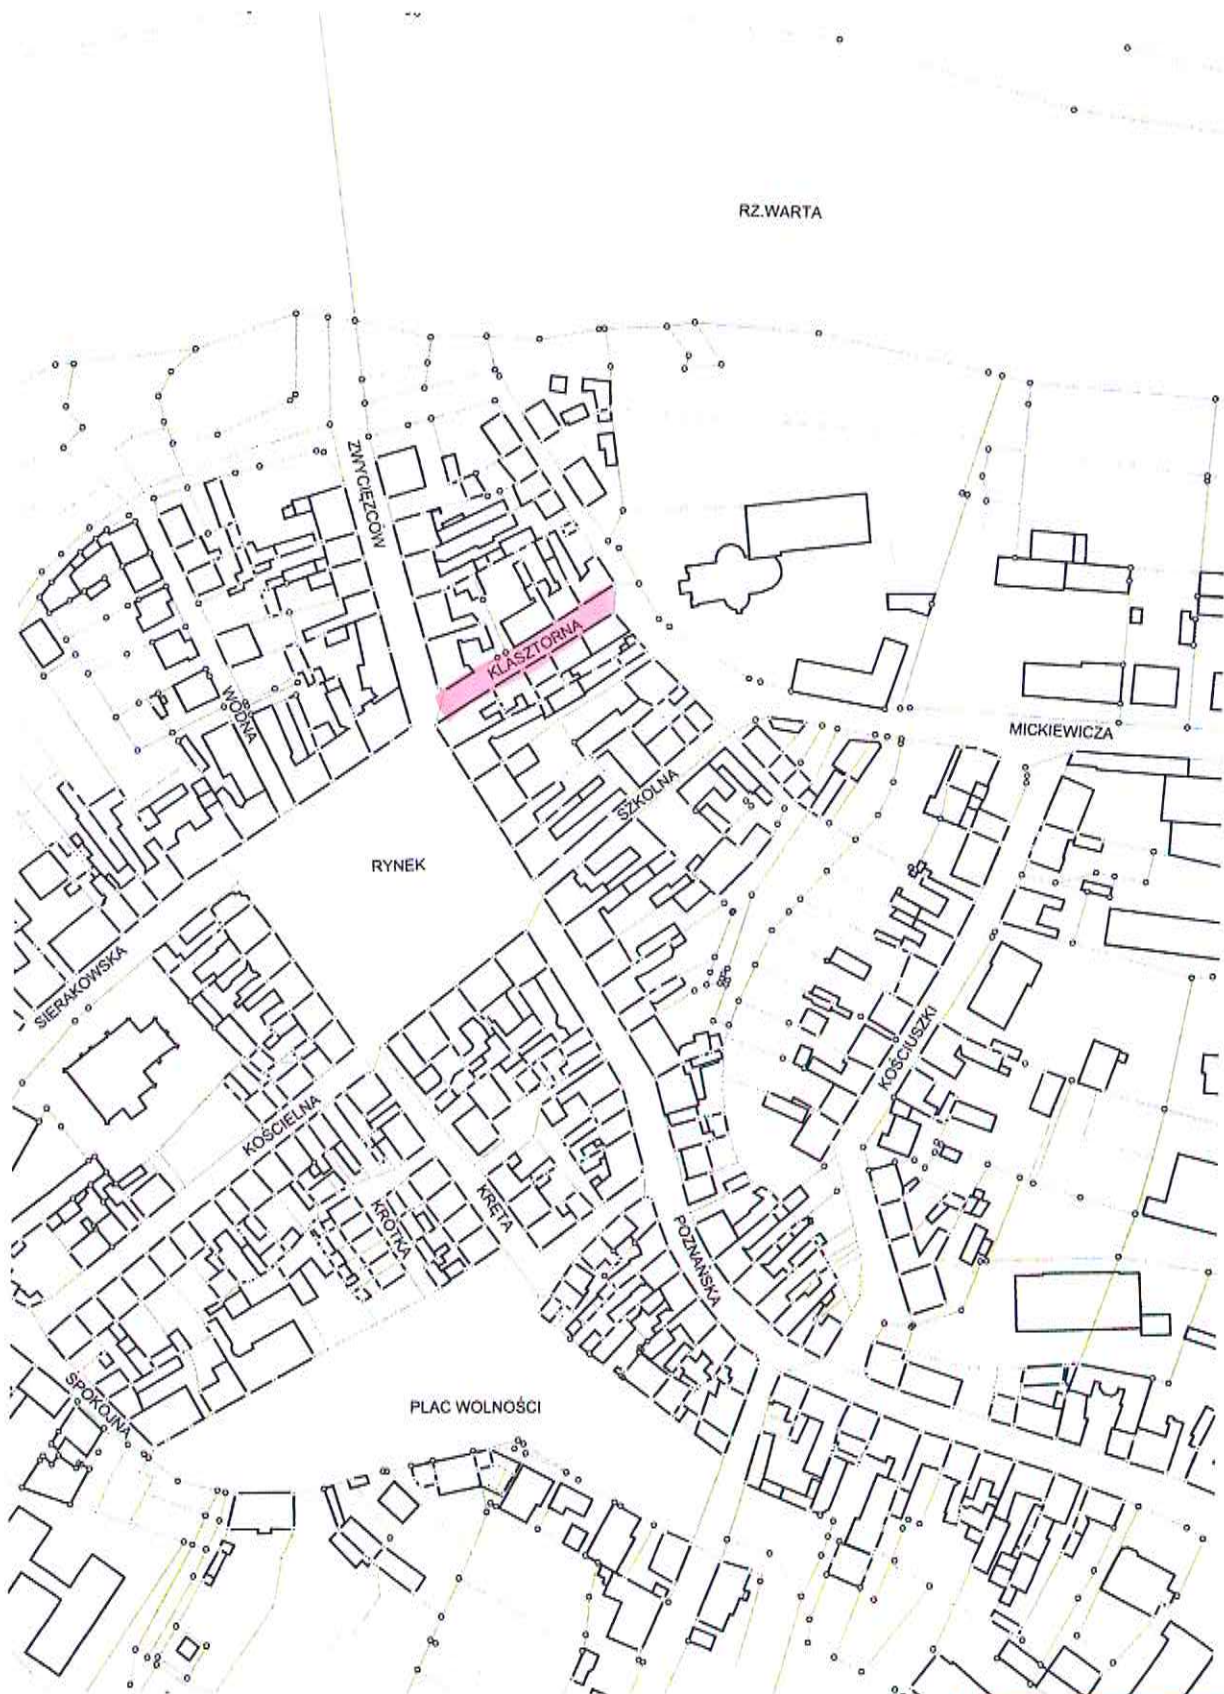 RZ.WARTA
ZWYCIĘZCÓW
KLASZTORNA
WODNA
MICKIEWICZA
SZKOLNA
RYNEK
SIERAKOWSKA
KOŚCIUSZKI
KOŚCIELNA
KRĘTA
KRÓTKA
POZNAŃSKA
SPOKOJNA
PLAC WOLNOŚCI